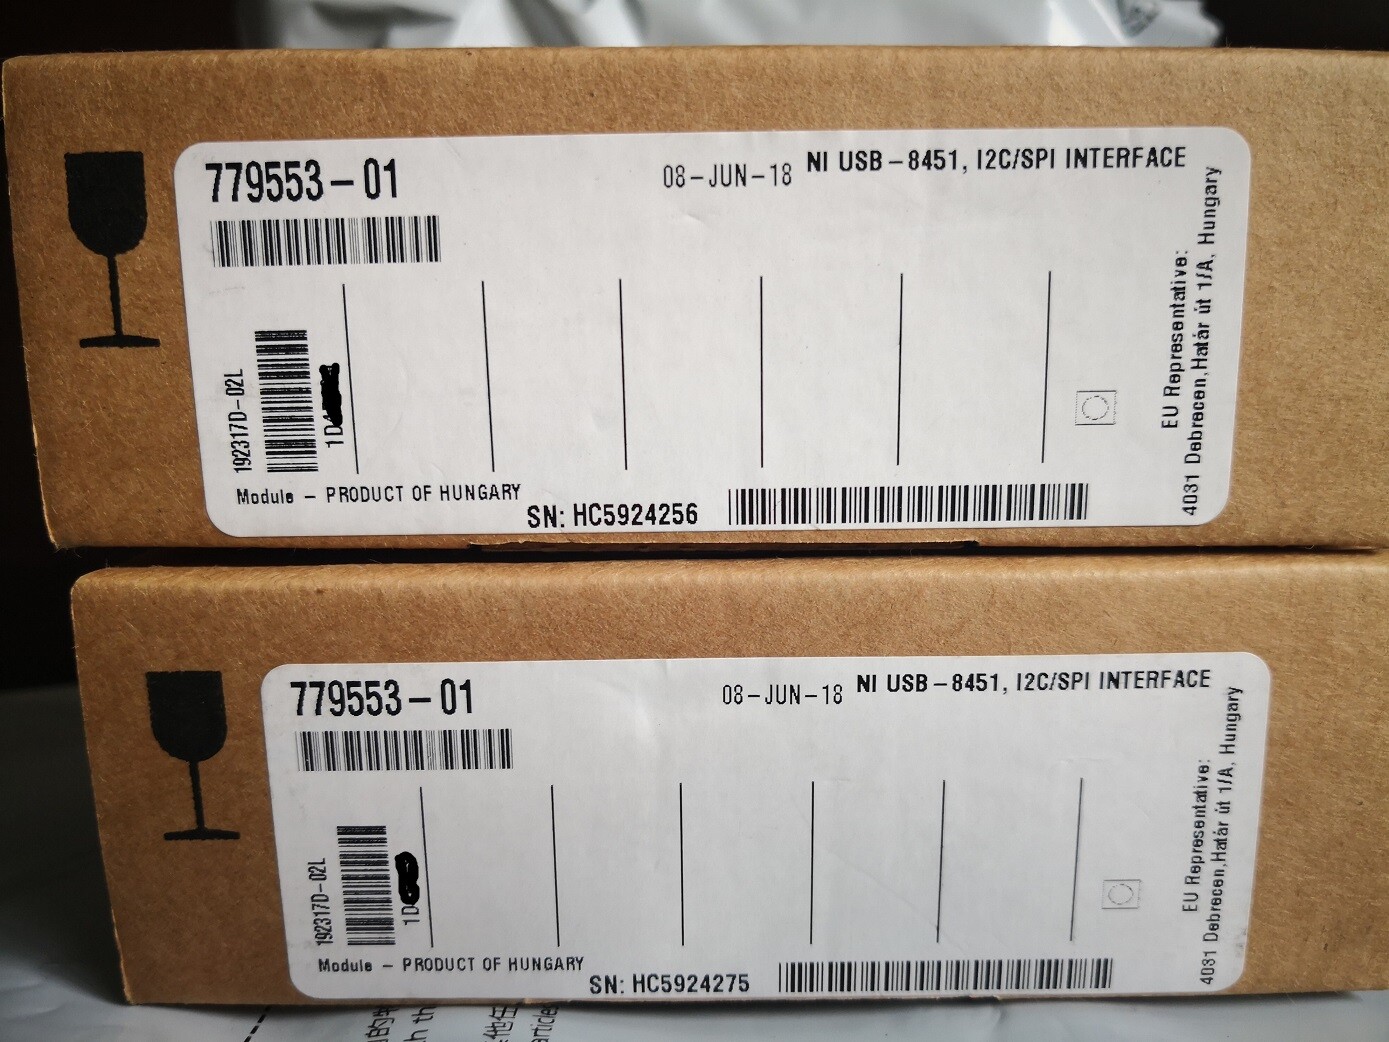 779553-01
08-JUN-18
NI USB-8451, I2C/SPI INTERFACE
192317D-02L
1D
Module - PRODUCT OF HUNGARY
SN: HC5924256
EU Representative:
4031 Debrecen,Határ út 1/A, Hungary
779553-01
08-JUN-18
NI USB-8451, I2C/SPI INTERFACE
192317D-02L
1D
Module - PRODUCT OF HUNGARY
SN: HC5924275
EU Representative:
4031 Debrecen,Határ út 1/A, Hungary